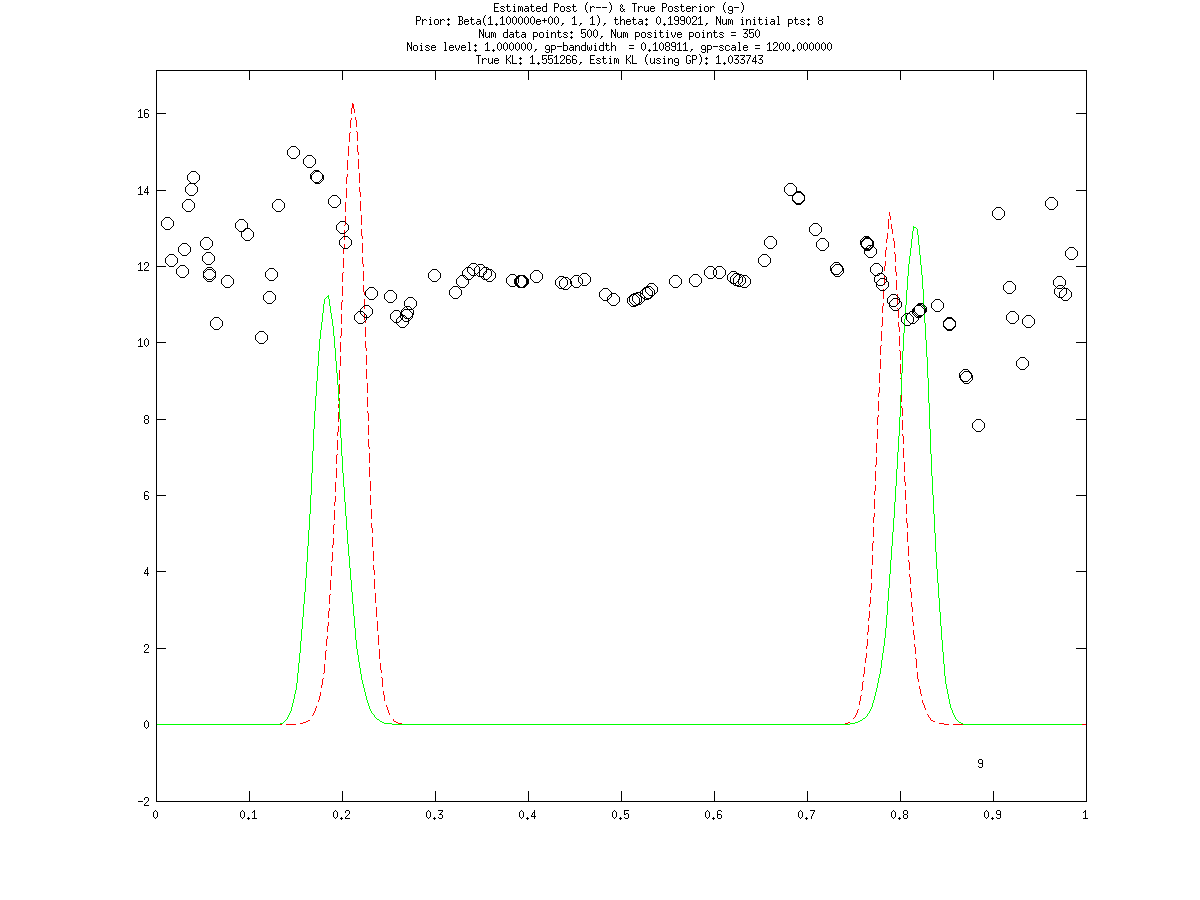 Estimated Post (r--) & True Posterior (g-)
Prior: Beta(1.100000e+00, 1, 1), theta: 0.199021, Num initial pts: 8
Num data points: 500, Num positive points = 350
Noise level: 1.000000, gp-bandwidth  = 0.108911, gp-scale = 1200.000000
True KL: 1.551266, Estim KL (using GP): 1.033743
16
14
12
10
8
6
4
2
0
9
-2
0 0.1 0.2 0.3 0.4 0.5 0.6 0.7 0.8 0.9 1